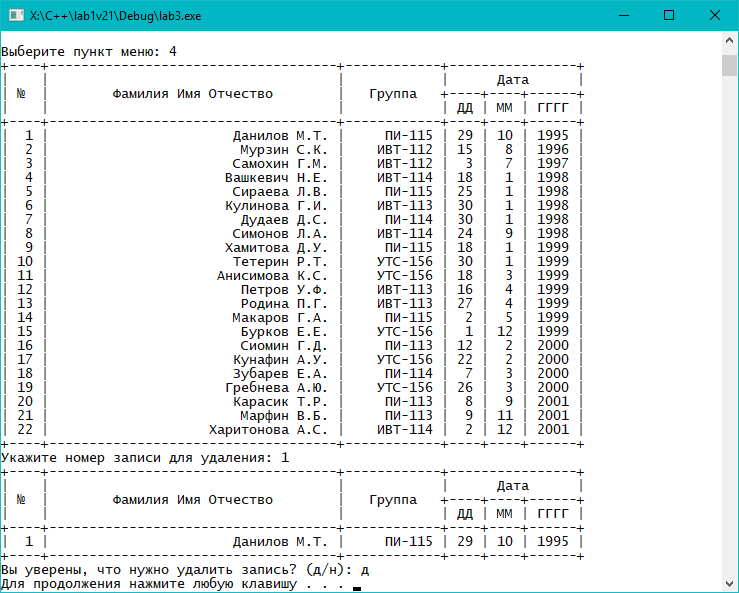 X:\C++\lab1v21\Debug\lab3.exe
Выберите пункт меню: 4
+----+------------------------------------+------------+----------------+
|    |                                    |            |      Дата      |
| №  |        Фамилия Имя Отчество        |   Группа   +----+----+------+
|    |                                    |            | ДД | ММ | ГГГГ |
+----+------------------------------------+------------+----+----+------+
|  1 |                       Данилов М.Т. |     ПИ-115 | 29 | 10 | 1995 |
|  2 |                        Мурзин С.К. |    ИВТ-112 | 15 |  8 | 1996 |
|  3 |                       Самохин Г.М. |    ИВТ-112 |  3 |  7 | 1997 |
|  4 |                      Вашкевич Н.Е. |    ИВТ-114 | 18 |  1 | 1998 |
|  5 |                       Сираева Л.В. |     ПИ-115 | 25 |  1 | 1998 |
|  6 |                      Кулинова Г.И. |    ИВТ-113 | 30 |  1 | 1998 |
|  7 |                        Дудаев Д.С. |     ПИ-114 | 30 |  1 | 1998 |
|  8 |                       Симонов Л.А. |    ИВТ-114 | 24 |  9 | 1998 |
|  9 |                      Хамитова Д.У. |     ПИ-115 | 18 |  1 | 1999 |
| 10 |                       Тетерин Р.Т. |    УТС-156 | 30 |  1 | 1999 |
| 11 |                     Анисимова К.С. |    УТС-156 | 18 |  3 | 1999 |
| 12 |                        Петров У.Ф. |    ИВТ-113 | 16 |  4 | 1999 |
| 13 |                        Родина П.Г. |    ИВТ-113 | 27 |  4 | 1999 |
| 14 |                       Макаров Г.А. |     ПИ-115 |  2 |  5 | 1999 |
| 15 |                        Бурков Е.Е. |    УТС-156 |  1 | 12 | 1999 |
| 16 |                        Сиомин Г.Д. |     ПИ-113 | 12 |  2 | 2000 |
| 17 |                       Кунафин А.У. |    УТС-156 | 22 |  2 | 2000 |
| 18 |                       Зубарев Е.А. |     ПИ-114 |  7 |  3 | 2000 |
| 19 |                      Гребнева А.Ю. |    УТС-156 | 26 |  3 | 2000 |
| 20 |                       Карасик Т.Р. |     ПИ-113 |  8 |  9 | 2001 |
| 21 |                        Марфин В.Б. |     ПИ-113 |  9 | 11 | 2001 |
| 22 |                    Харитонова А.С. |    ИВТ-114 |  2 | 12 | 2001 |
+----+------------------------------------+------------+----+----+------+
Укажите номер записи для удаления: 1
+----+------------------------------------+------------+----------------+
|    |                                    |            |      Дата      |
| №  |        Фамилия Имя Отчество        |   Группа   +----+----+------+
|    |                                    |            | ДД | ММ | ГГГГ |
+----+------------------------------------+------------+----+----+------+
|  1 |                       Данилов М.Т. |     ПИ-115 | 29 | 10 | 1995 |
+----+------------------------------------+------------+----+----+------+
Вы уверены, что нужно удалить запись? (д/н): д
Для продолжения нажмите любую клавишу . . .